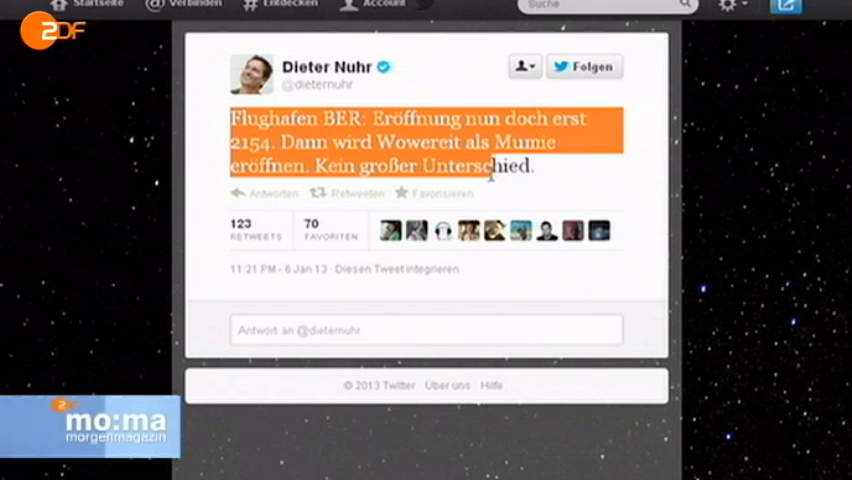 ZDF
Startseite @ Verbinden # Entdecken Account
Suche
Dieter Nuhr
@dieternuhr
Folgen
Flughafen BER: Eröffnung nun doch erst
2154. Dann wird Wowereit als Mumie
eröffnen. Kein großer Unterschied.
Antworten Retweeten Favorisieren
123 70
RETWEETS FAVORITEN
11:21 PM - 6 Jan 13 · Diesen Tweet integrieren
Antwort an @dieternuhr
© 2013 Twitter Über uns Hilfe
2DF
mo:ma
morgenmagazin